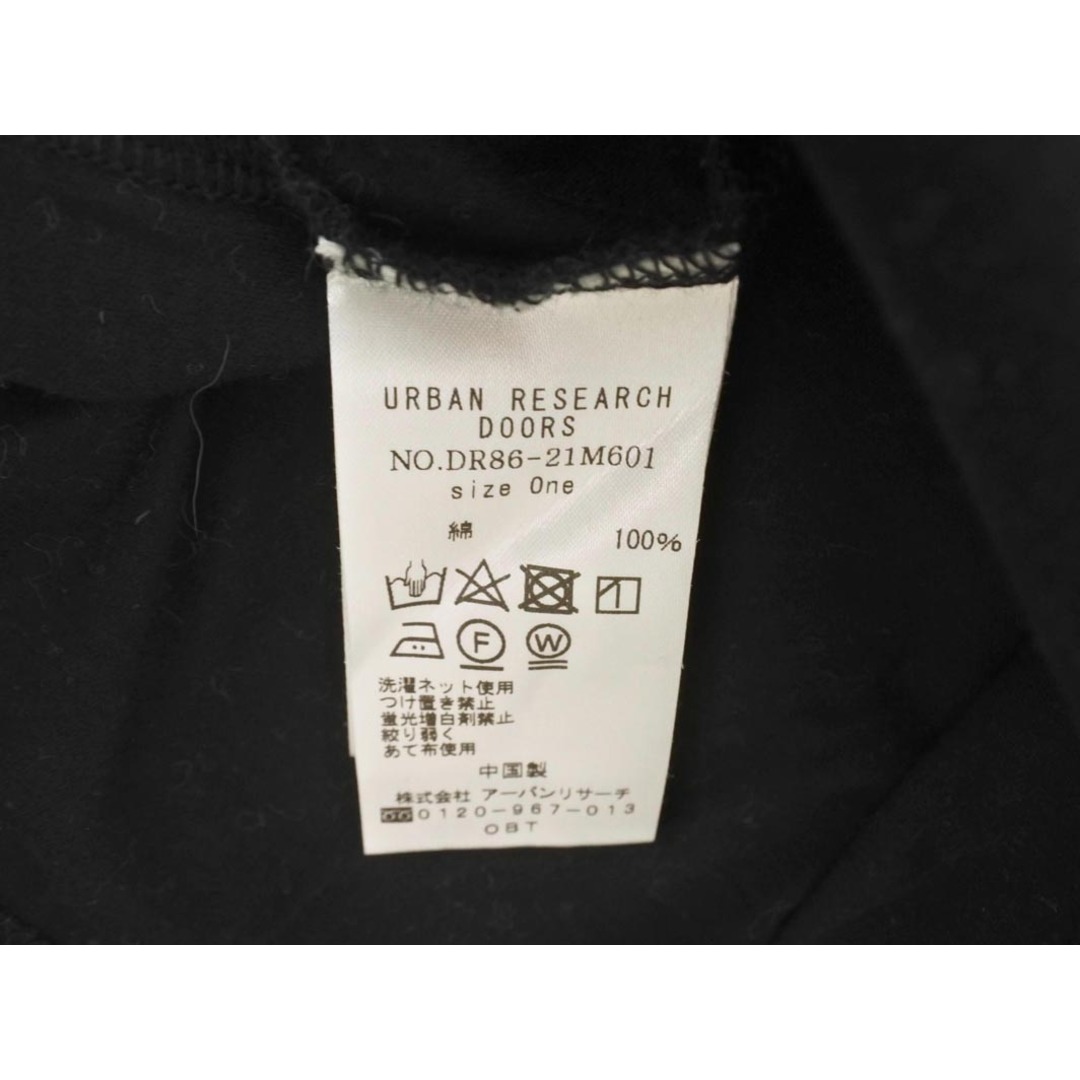 URBAN RESEARCH
DOORS
NO.DR86-21M601
size One
綿 100%
F W
洗濯ネット使用
つけ置き禁止
蛍光増白剤禁止
絞り弱く
あて布使用
中国製
株式会社 アーバンリサーチ
0120-967-013
OBT